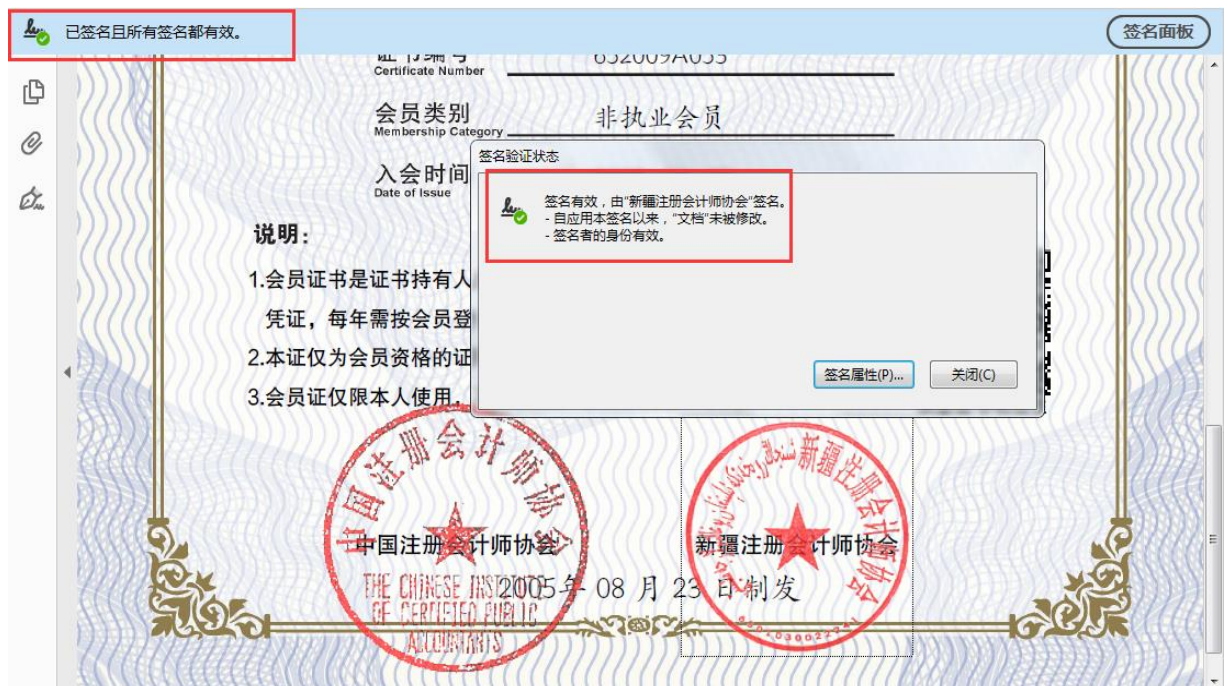 已签名且所有签名都有效。
签名面板
证书编号 652009A035
Certificate Number
会员类别 非执业会员
Membership Category
入会时间
Date of Issue
签名验证状态
签名有效，由"新疆注册会计师协会"签名。
- 自应用本签名以来，"文档"未被修改。
- 签名者的身份有效。
签名属性(P)...
关闭(C)
说明：
1.会员证书是证书持有人
凭证，每年需按会员登
2.本证仅为会员资格的证
3.会员证仅限本人使用，
中国注册会计师协会
THE CHINESE INSTITUTE
OF CERTIFIED PUBLIC
ACCOUNTANTS
新疆注册会计师协会
中国注册会计师协会
新疆注册会计师协会
2005年 08 月 23 日制发